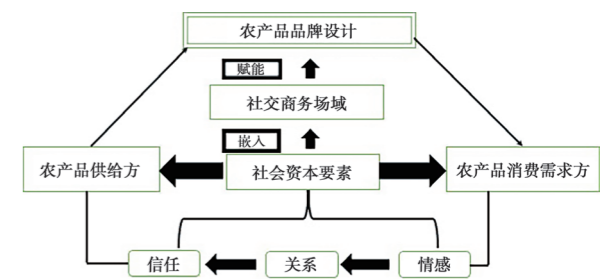 农产品品牌设计
赋能
社交商务场域
嵌入
农产品供给方
社会资本要素
农产品消费需求方
信任
关系
情感